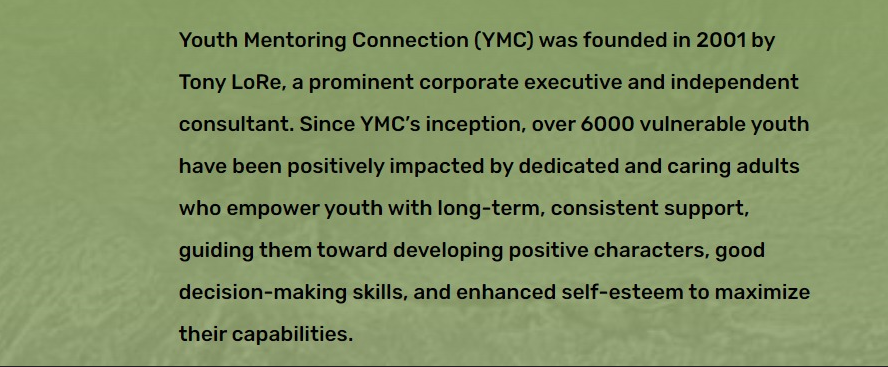 Youth Mentoring Connection (YMC) was founded in 2001 by
Tony LoRe, a prominent corporate executive and independent
consultant. Since YMC’s inception, over 6000 vulnerable youth
have been positively impacted by dedicated and caring adults
who empower youth with long-term, consistent support,
guiding them toward developing positive characters, good
decision-making skills, and enhanced self-esteem to maximize
their capabilities.